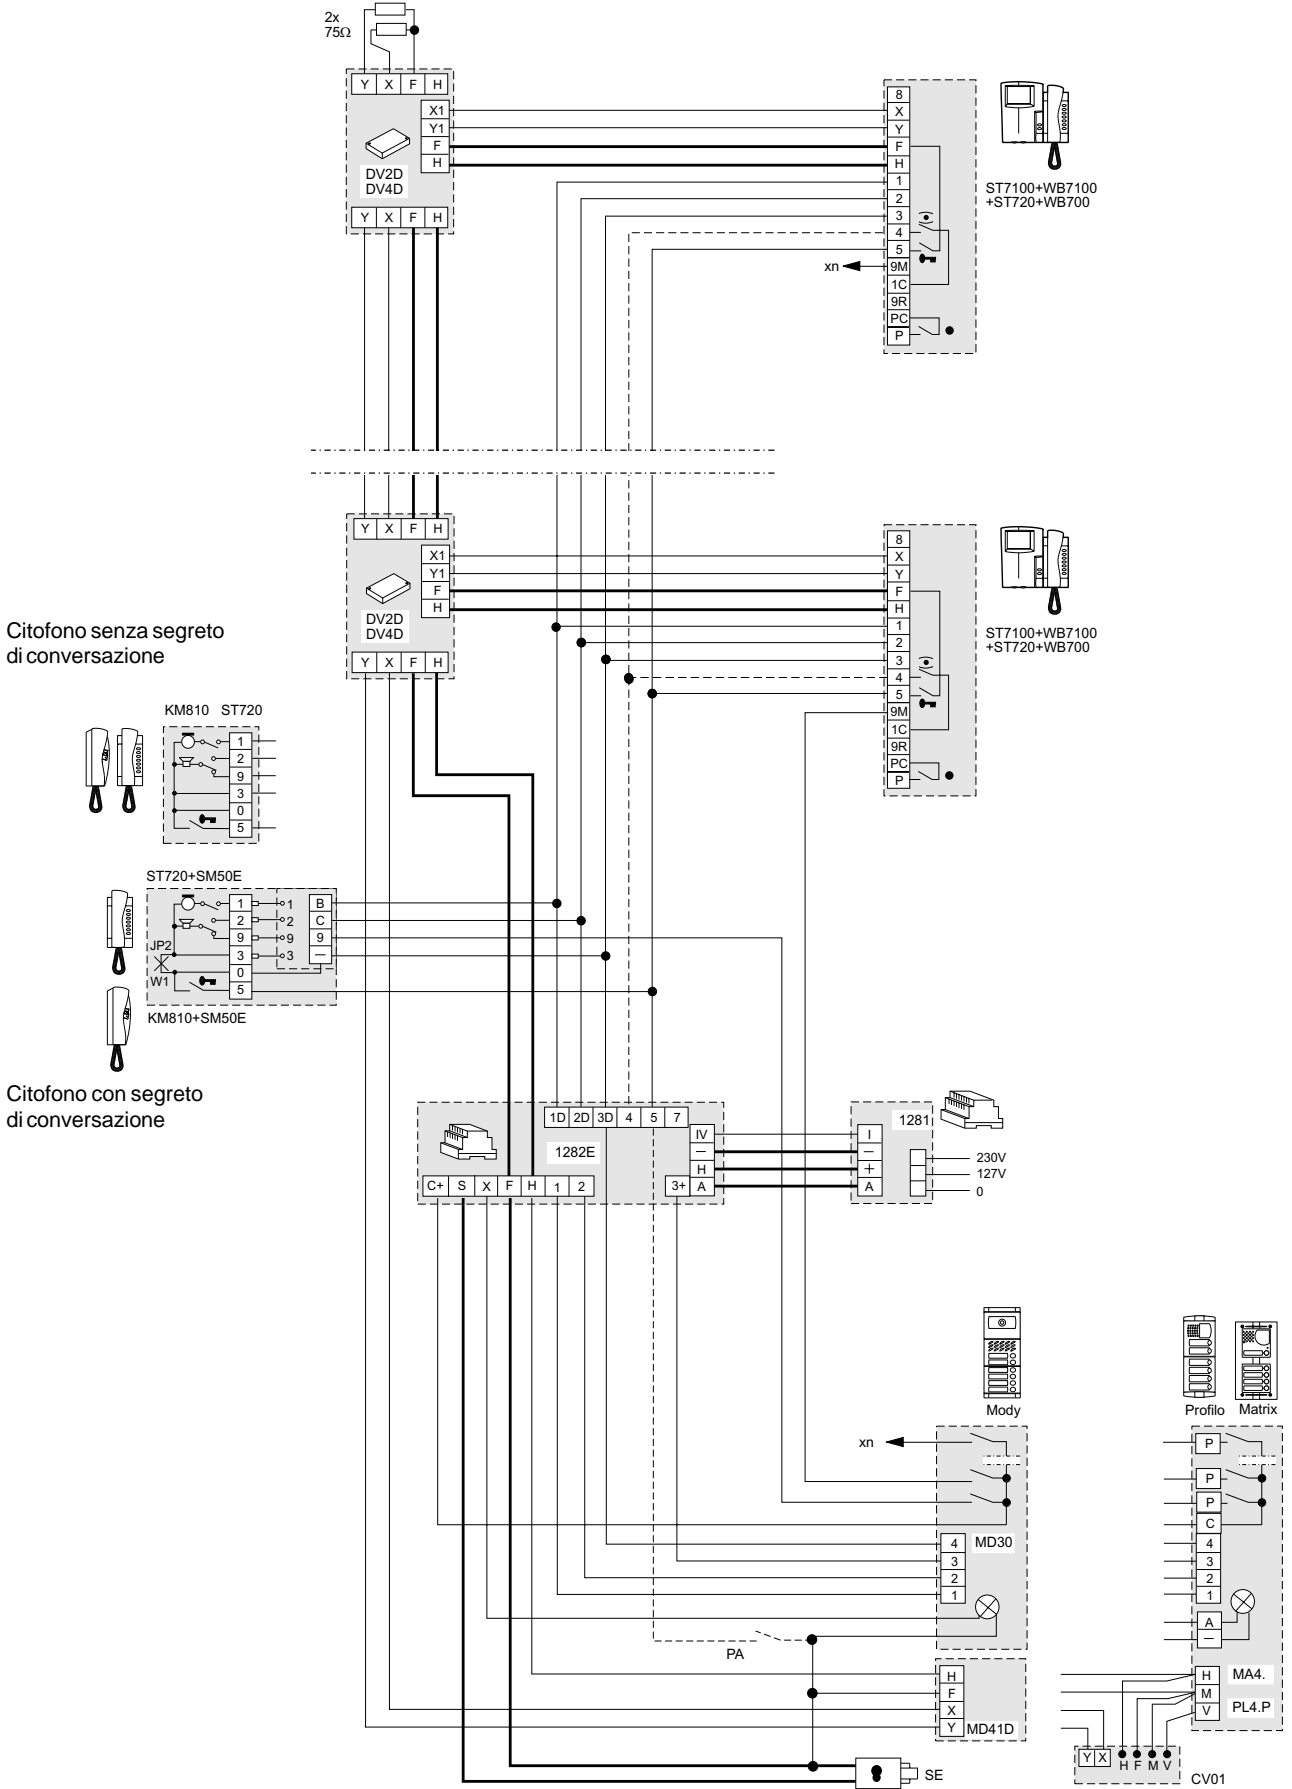 2x
75Ω
Y X F H
X1
Y1
F
H
DV2D
DV4D
Y X F H
8
X
Y
F
H
1
2
3
4
5
9M
1C
9R
PC
P
xn
ST7100+WB7100
+ST720+WB700
Y X F H
X1
Y1
F
H
DV2D
DV4D
Y X F H
8
X
Y
F
H
1
2
3
4
5
9M
1C
9R
PC
P
ST7100+WB7100
+ST720+WB700
Citofono senza segreto
di conversazione
KM810 ST720
1
2
9
3
0
5
ST720+SM50E
1 1 B
2 2 C
9 9 9
3 3 —
0
5
JP2
W1
KM810+SM50E
Citofono con segreto
di conversazione
1D 2D 3D 4 5 7
1282E
IV
—
H
3+ A
C+ S X F H 1 2
1281
I
—
+
A
230V
127V
0
Mody
Profilo Matrix
xn
4 MD30
3
2
1
PA
H
F
X
Y MD41D
P
P
P
C
4
3
2
1
A
—
H MA4.
M
V PL4.P
Y X H F M V
CV01
SE